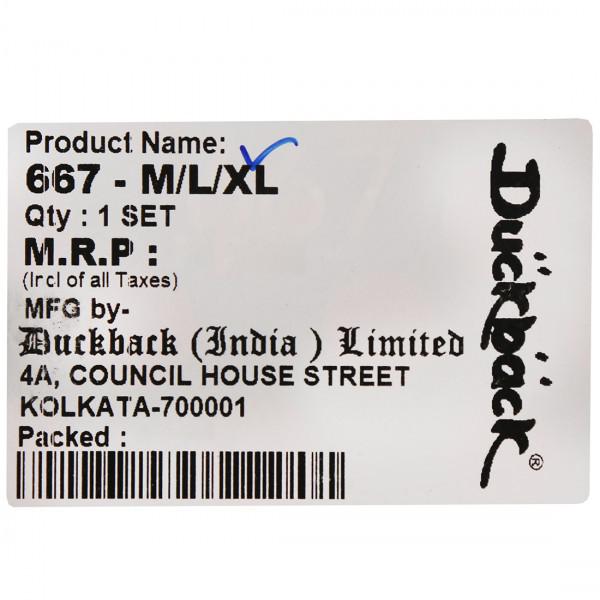 Product Name:
667 - M/L/XL
Qty : 1 SET
M.R.P :
(Incl of all Taxes)
MFG by-
Duckback (India ) Limited
4A, COUNCIL HOUSE STREET
KOLKATA-700001
Packed :
Duckback®